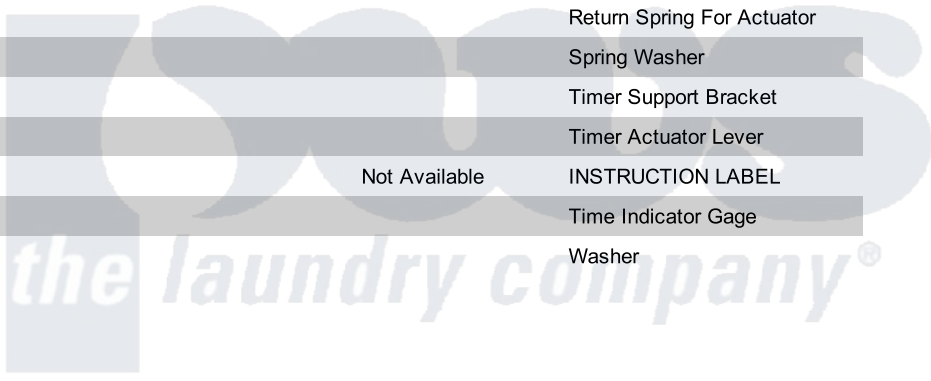 Return Spring For Actuator
Spring Washer
Timer Support Bracket
Timer Actuator Lever
Not Available INSTRUCTION LABEL
Time Indicator Gage
Washer
the laundry company®